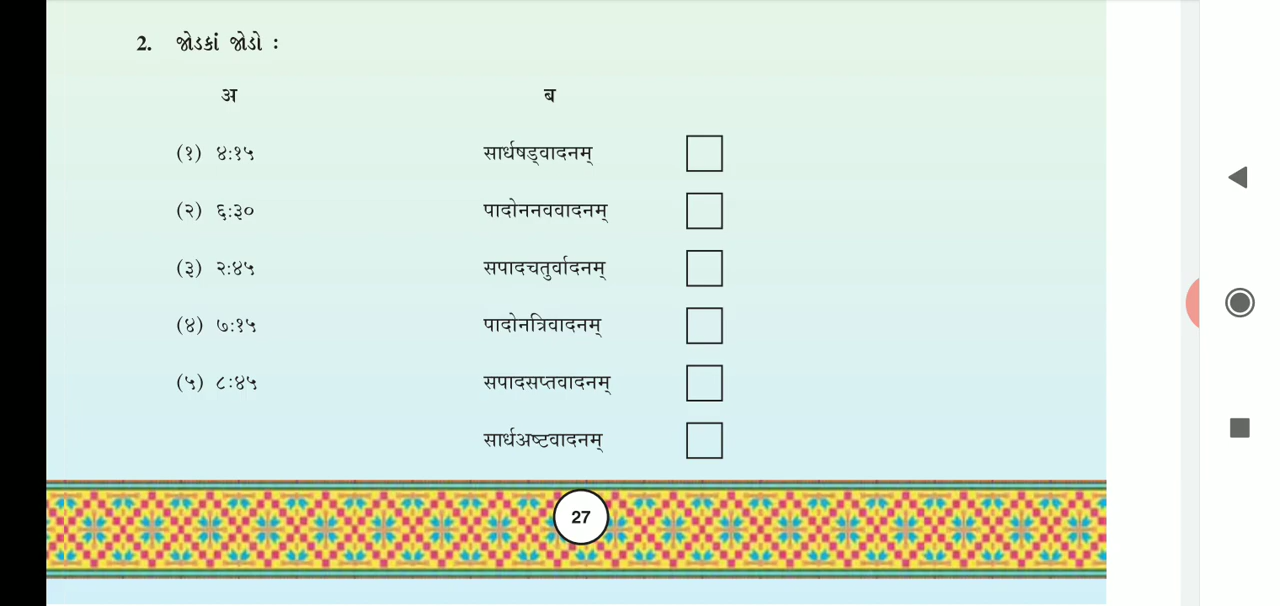 2. જોડકાં જોડો :
अ ब
(१) ४:१५ सार्धषड्वादनम्
(२) ६:३० पादोननववादनम्
(३) २:४५ सपादचतुर्वादनम्
(४) ७:१५ पादोनत्रिवादनम्
(५) ८:४५ सपादसप्तवादनम्
सार्धअष्टवादनम्
27